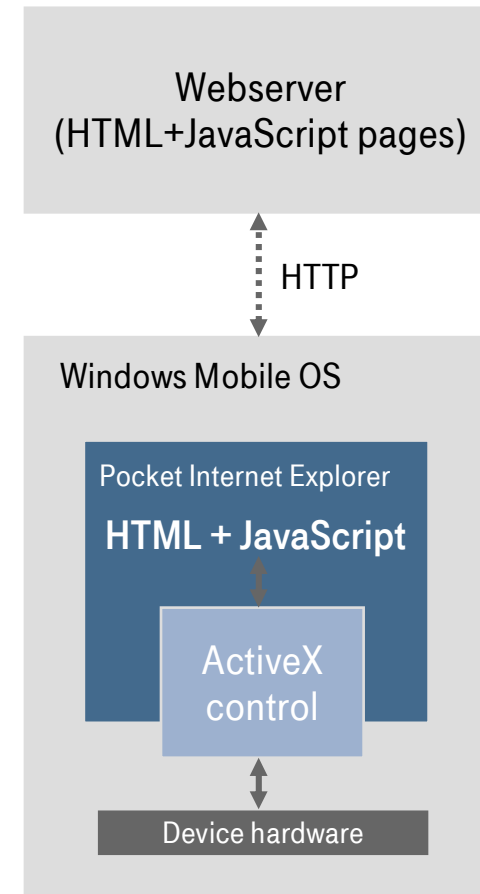 Webserver
(HTML+JavaScript pages)
HTTP
Windows Mobile OS
Pocket Internet Explorer
HTML + JavaScript
ActiveX
control
Device hardware